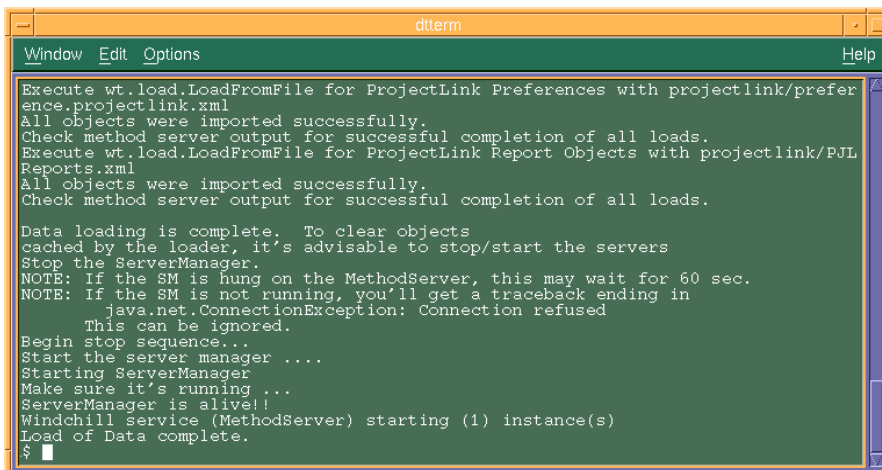 dtterm
Window Edit Options Help
Execute wt.load.LoadFromFile for ProjectLink Preferences with projectlink/prefer
ence.projectlink.xml
All objects were imported successfully.
Check method server output for successful completion of all loads.
Execute wt.load.LoadFromFile for ProjectLink Report Objects with projectlink/PJL
Reports.xml
All objects were imported successfully.
Check method server output for successful completion of all loads.
Data loading is complete.  To clear objects
cached by the loader, it's advisable to stop/start the servers
Stop the ServerManager.
NOTE: If the SM is hung on the MethodServer, this may wait for 60 sec.
NOTE: If the SM is not running, you'll get a traceback ending in
java.net.ConnectionException: Connection refused
This can be ignored.
Begin stop sequence...
Start the server manager ....
Starting ServerManager
Make sure it's running ...
ServerManager is alive!!
Windchill service (MethodServer) starting (1) instance(s)
Load of Data complete.
$